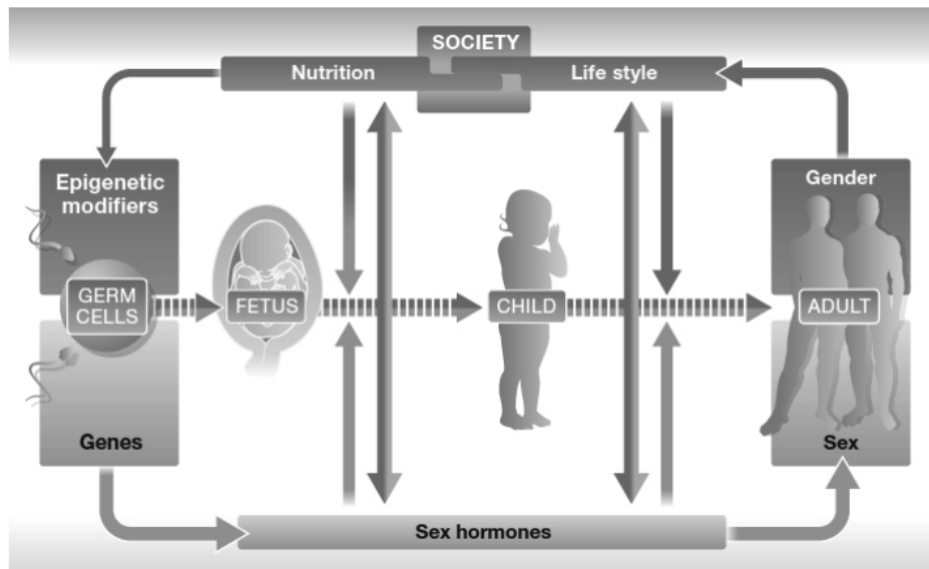 SOCIETY
Nutrition
Life style
Epigenetic
modifiers
Gender
GERM
CELLS
FETUS
CHILD
ADULT
Genes
Sex
Sex hormones